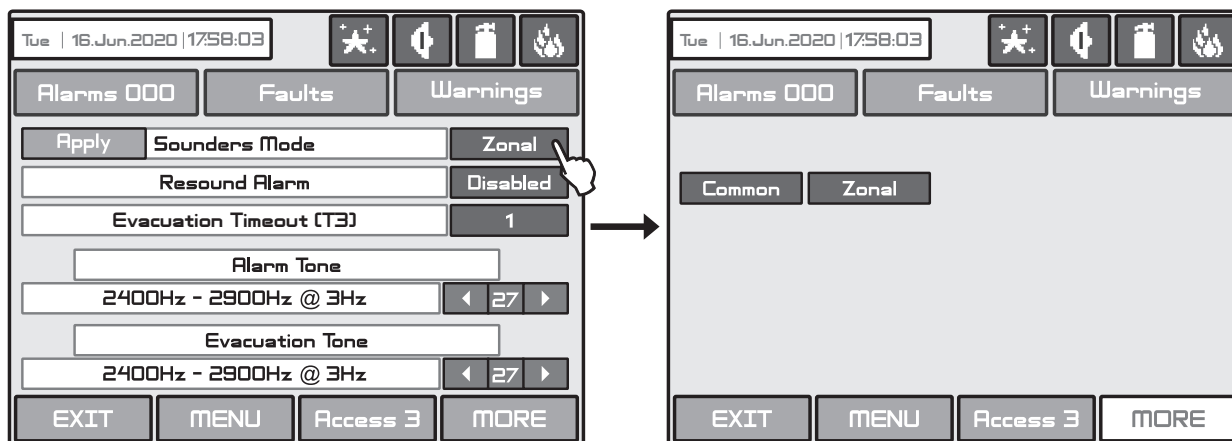 Tue | 16.Jun.2020 | 17:58:03
Alarms 000 Faults Warnings
Apply Sounders Mode Zonal
Resound Alarm Disabled
Evacuation Timeout (T3) 1
Alarm Tone
2400Hz - 2900Hz @ 3Hz 27
Evacuation Tone
2400Hz - 2900Hz @ 3Hz 27
EXIT MENU Access 3 MORE
Tue | 16.Jun.2020 | 17:58:03
Alarms 000 Faults Warnings
Common Zonal
EXIT MENU Access 3 MORE